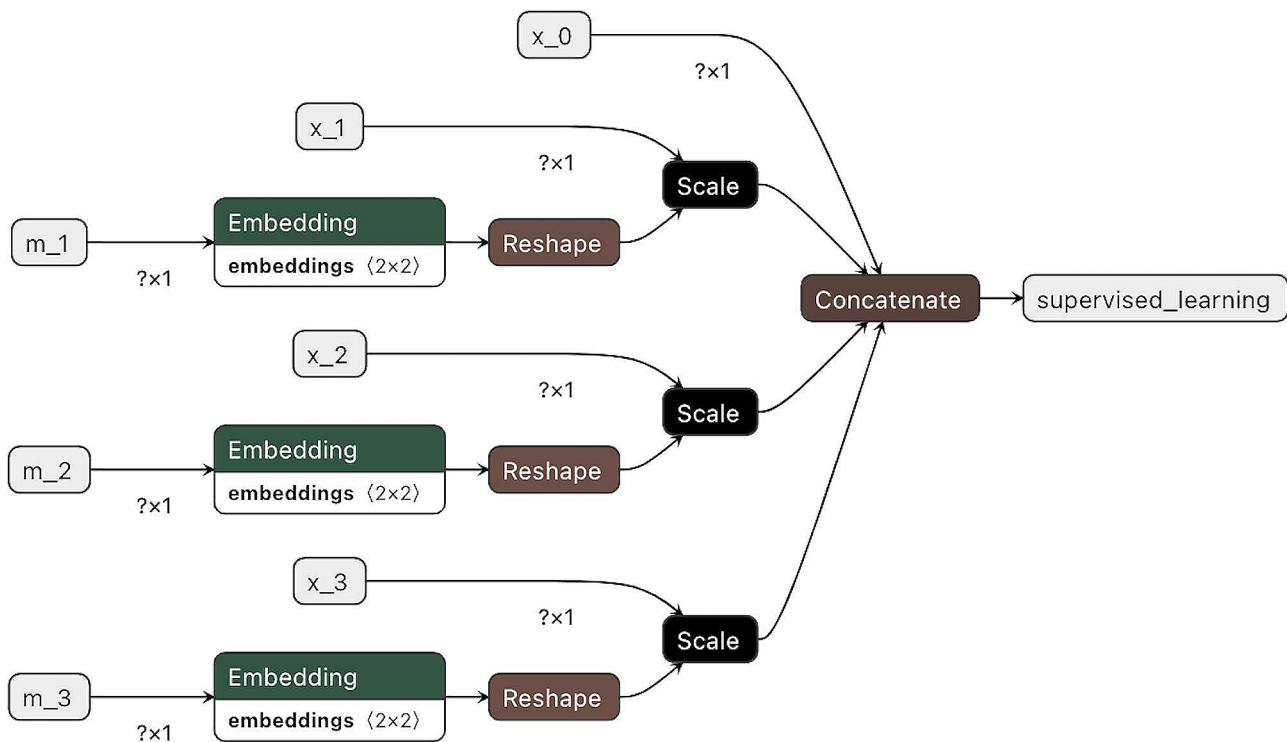 x_0
?×1
x_1
?×1
Scale
m_1
?×1
Embedding
embeddings ⟨2×2⟩
Reshape
Concatenate
supervised_learning
x_2
?×1
Scale
m_2
?×1
Embedding
embeddings ⟨2×2⟩
Reshape
x_3
?×1
Scale
m_3
?×1
Embedding
embeddings ⟨2×2⟩
Reshape